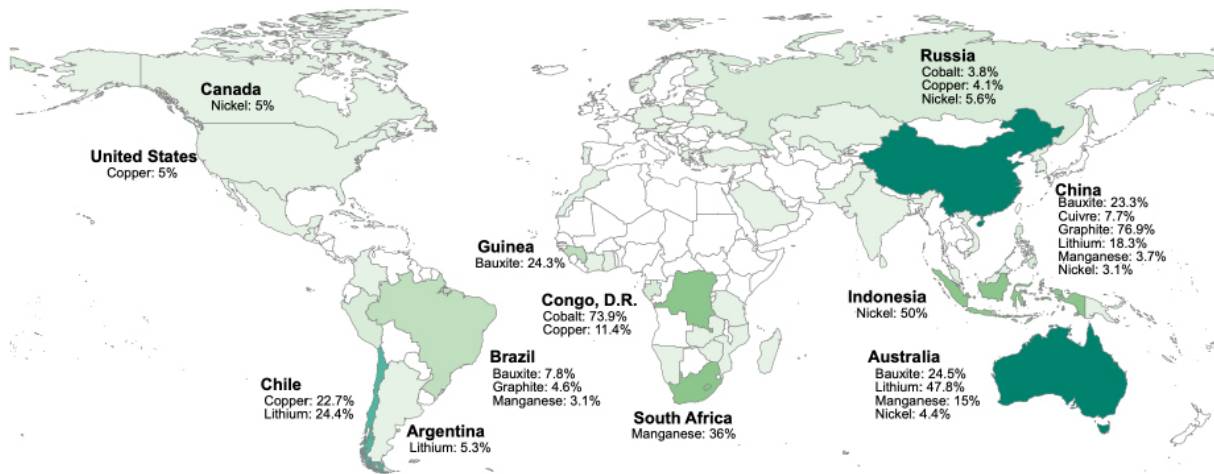 Canada
Nickel: 5%
United States
Copper: 5%
Russia
Cobalt: 3.8%
Copper: 4.1%
Nickel: 5.6%
China
Bauxite: 23.3%
Cuivre: 7.7%
Graphite: 76.9%
Lithium: 18.3%
Manganese: 3.7%
Nickel: 3.1%
Guinea
Bauxite: 24.3%
Congo, D.R.
Cobalt: 73.9%
Copper: 11.4%
Indonesia
Nickel: 50%
Brazil
Bauxite: 7.8%
Graphite: 4.6%
Manganese: 3.1%
Australia
Bauxite: 24.5%
Lithium: 47.8%
Manganese: 15%
Nickel: 4.4%
Chile
Copper: 22.7%
Lithium: 24.4%
Argentina
Lithium: 5.3%
South Africa
Manganese: 36%